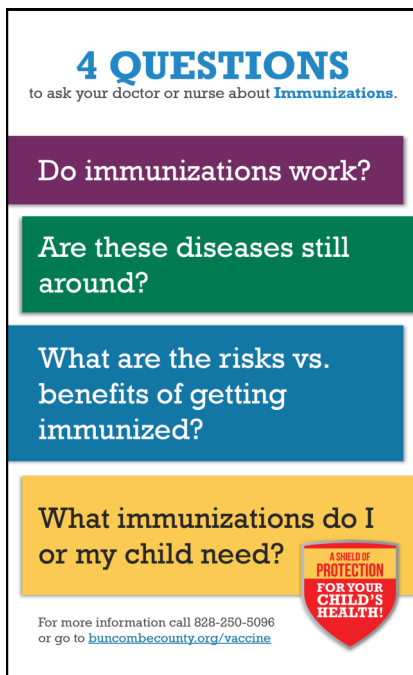 4 QUESTIONS
to ask your doctor or nurse about Immunizations.
Do immunizations work?
Are these diseases still
around?
What are the risks vs.
benefits of getting
immunized?
What immunizations do I
or my child need?
A SHIELD OF
PROTECTION
FOR YOUR
CHILD'S
HEALTH!
For more information call 828-250-5096
or go to buncombecounty.org/vaccine